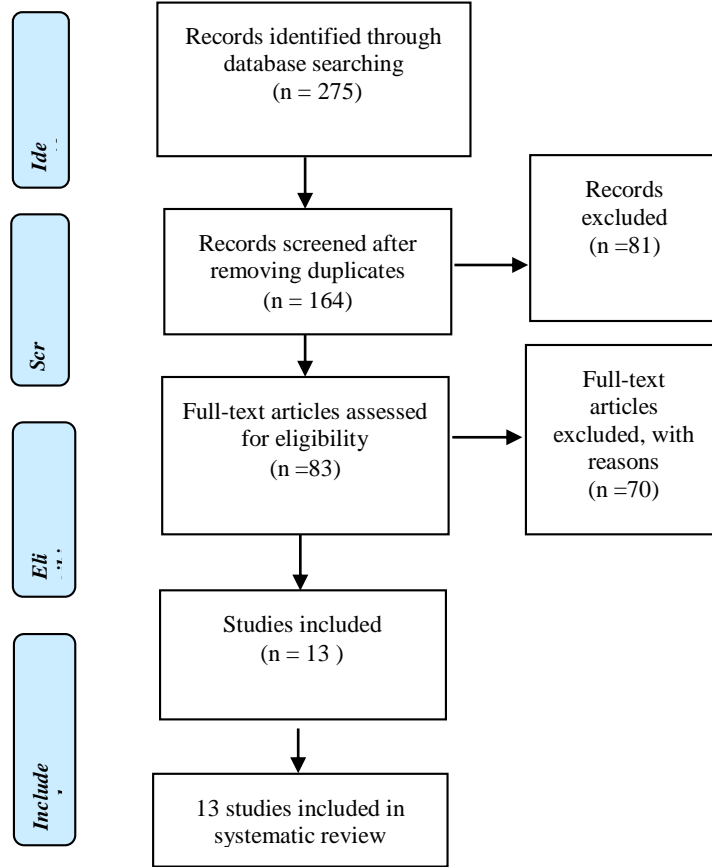 Records identified through
database searching
(n = 275)
Ide
Records
excluded
(n =81)
Records screened after
removing duplicates
(n = 164)
Scr
Full-text
articles
excluded, with
reasons
(n =70)
Full-text articles assessed
for eligibility
(n =83)
Eli
Studies included
(n = 13 )
Include
13 studies included in
systematic review